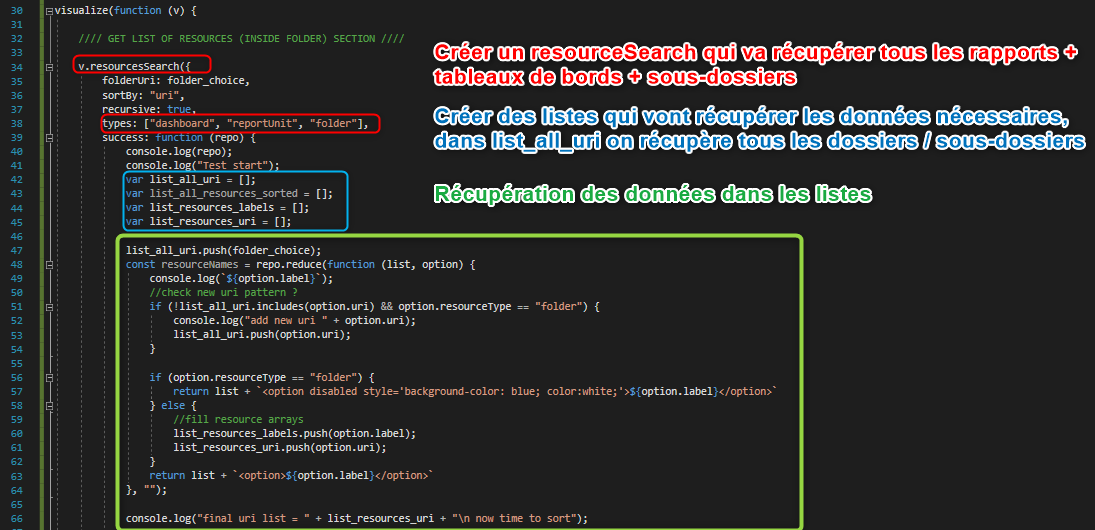 30 visualize(function (v) {
31
32 //// GET LIST OF RESOURCES (INSIDE FOLDER) SECTION ////
33
34 v.resourcesSearch({
35 folderUri: folder_choice,
36 sortBy: "uri",
37 recursive: true,
38 types: ["dashboard", "reportUnit", "folder"],
39 success: function (repo) {
40 console.log(repo);
41 console.log("Test start");
42 var list_all_uri = [];
43 var list_all_resources_sorted = [];
44 var list_resources_labels = [];
45 var list_resources_uri = [];
46
47 list_all_uri.push(folder_choice);
48 const resourceNames = repo.reduce(function (list, option) {
49 console.log(`${option.label}`);
50 //check new uri pattern ?
51 if (!list_all_uri.includes(option.uri) && option.resourceType == "folder") {
52 console.log("add new uri " + option.uri);
53 list_all_uri.push(option.uri);
54 }
55
56 if (option.resourceType == "folder") {
57 return list + `<option disabled style='background-color: blue; color:white;'>${option.label}</option>`
58 } else {
59 //fill resource arrays
60 list_resources_labels.push(option.label);
61 list_resources_uri.push(option.uri);
62 }
63 return list + `<option>${option.label}</option>`
64 }, "");
65
66 console.log("final uri list = " + list_resources_uri + "\n now time to sort");
Créer un resourceSearch qui va récupérer tous les rapports +
tableaux de bords + sous-dossiers
Créer des listes qui vont récupérer les données nécessaires,
dans list_all_uri on récupère tous les dossiers / sous-dossiers
Récupération des données dans les listes